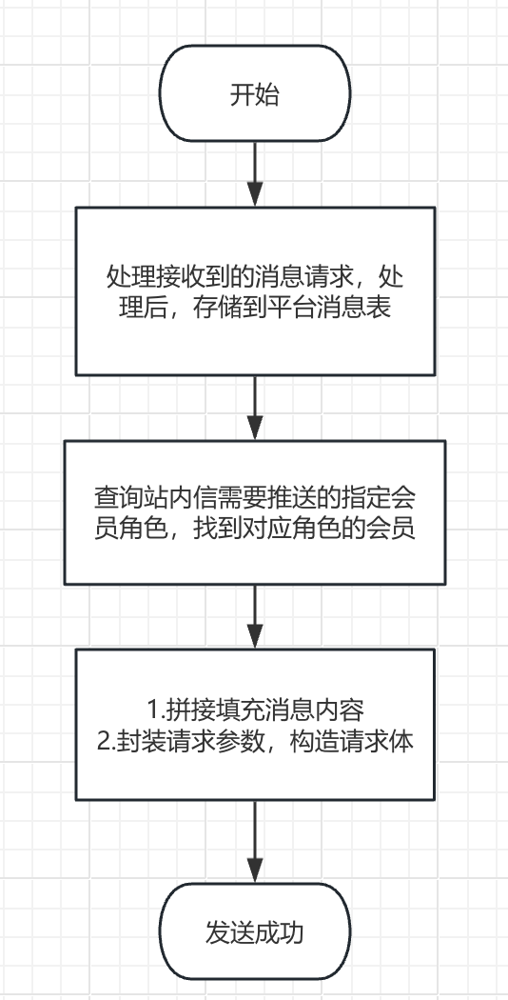 开始
处理接收到的消息请求，处
理后，存储到平台消息表
查询站内信需要推送的指定会
员角色，找到对应角色的会员
1.拼接填充消息内容
2.封装请求参数，构造请求体
发送成功